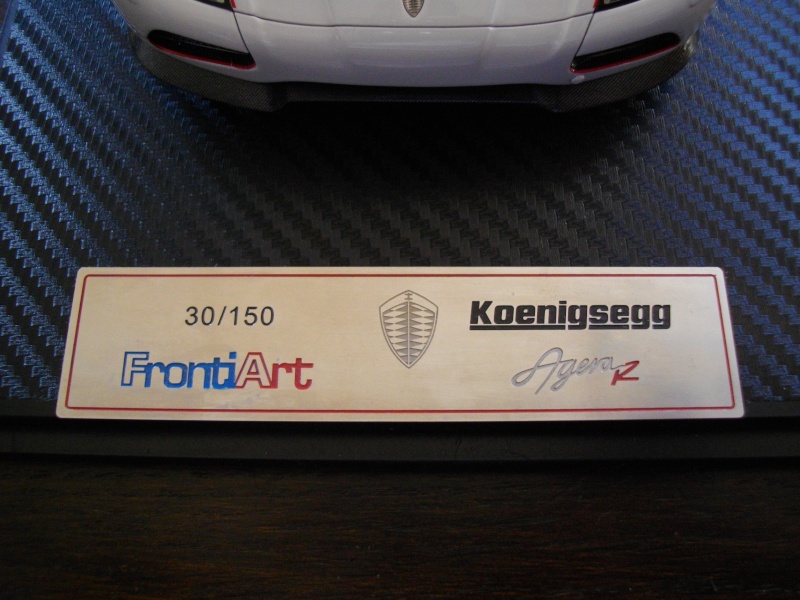 30/150
FrontiArt
Koenigsegg
Agera R